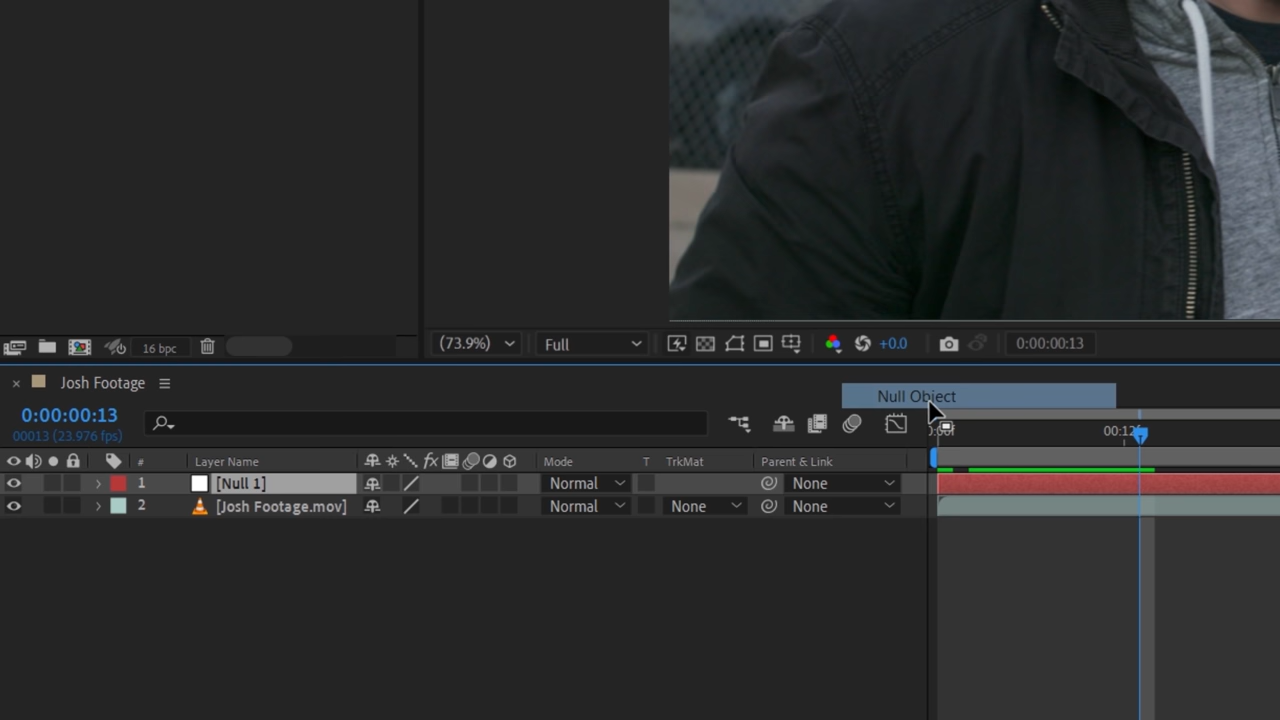 16 bpc
(73.9%)
Full
+0.0
0:00:00:13
Josh Footage
Null Object
0:00:00:13
00013 (23.976 fps)
00:12f
#
Layer Name
fx
Mode
T
TrkMat
Parent & Link
1
[Null 1]
Normal
None
2
[Josh Footage.mov]
Normal
None
None